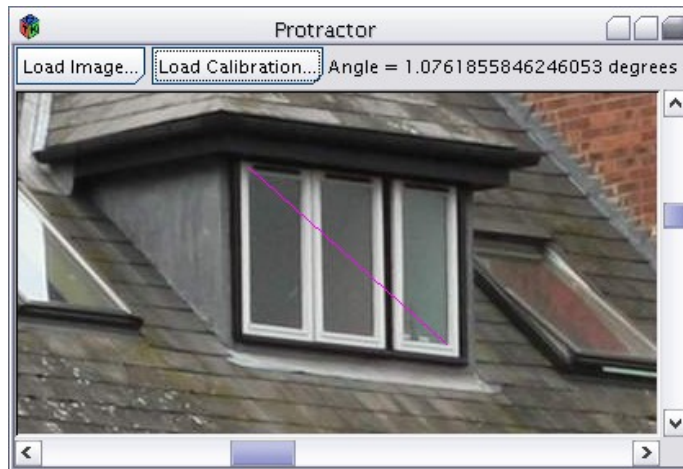 Protractor
Load Image... Load Calibration... Angle = 1.0761855846246053 degrees